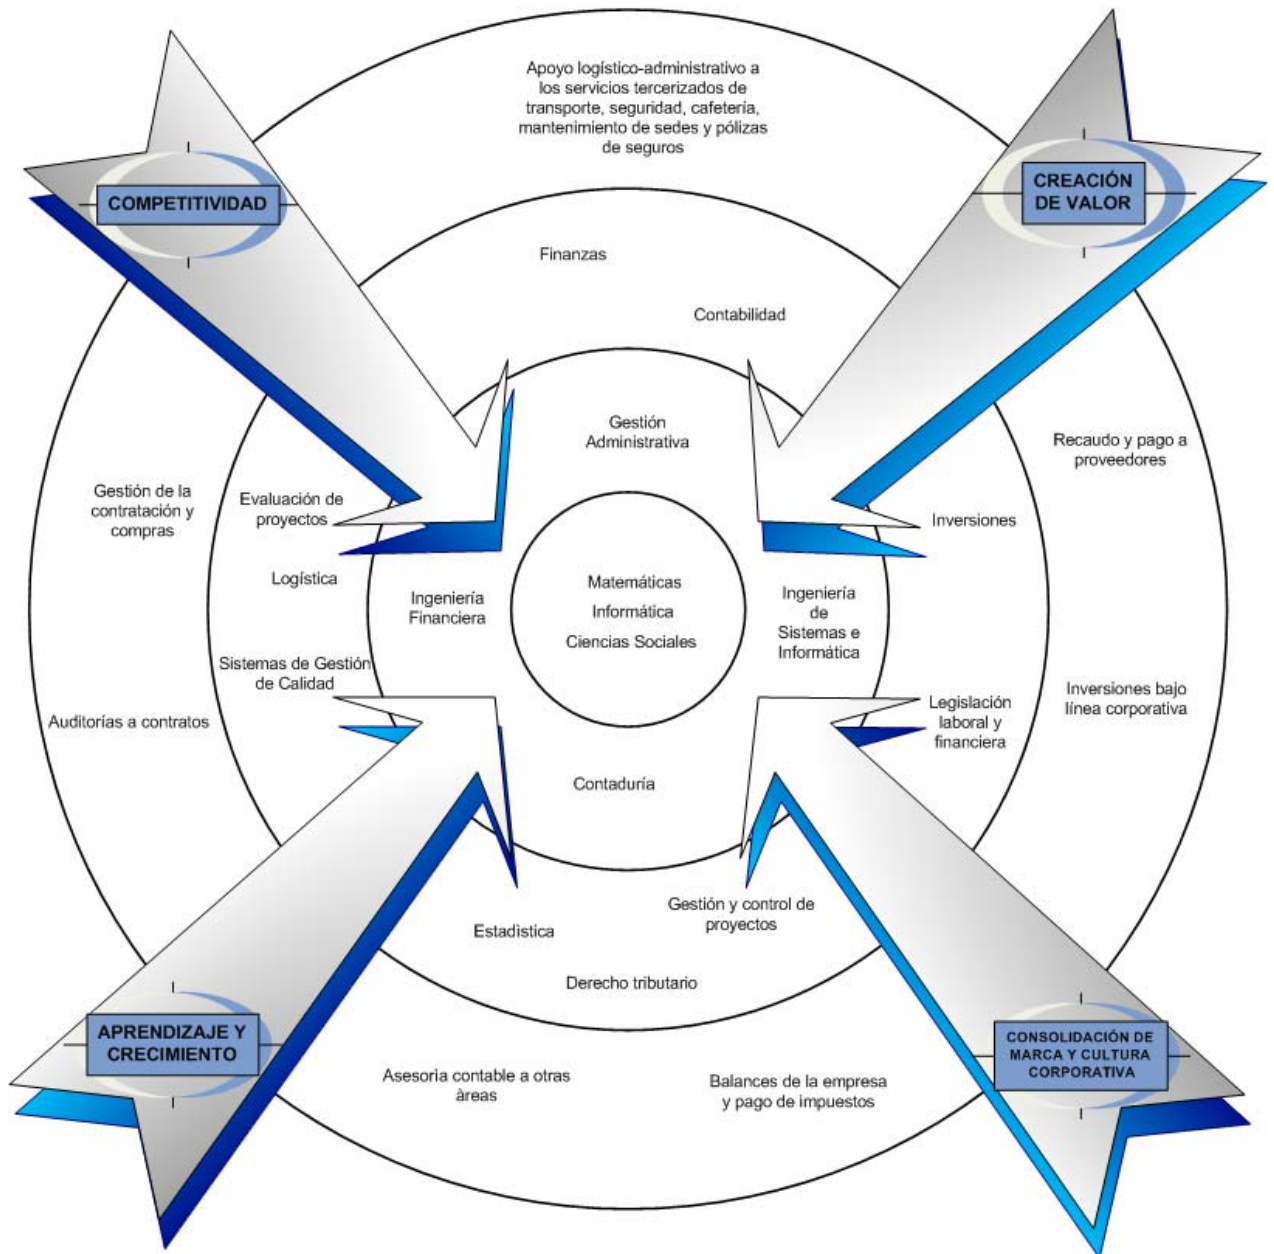 Apoyo logístico-administrativo a
los servicios tercerizados de
transporte, seguridad, cafetería,
mantenimiento de sedes y pólizas
de seguros
COMPETITIVIDAD
CREACIÓN
DE VALOR
Finanzas
Contabilidad
Gestión
Administrativa
Recaudo y pago a
proveedores
Gestión de la
contratación y
compras
Evaluación de
proyectos
Inversiones
Logística
Ingeniería
Financiera
Matemáticas
Informática
Ciencias Sociales
Ingeniería
de
Sistemas e
Informática
Sistemas de Gestión
de Calidad
Auditorías a contratos
Legislación
laboral y
financiera
Inversiones bajo
línea corporativa
Contaduría
Gestión y control de
proyectos
Estadìstica
Derecho tributario
APRENDIZAJE Y
CRECIMIENTO
CONSOLIDACIÓN DE
MARCA Y CULTURA
CORPORATIVA
Asesoria contable a otras
àreas
Balances de la empresa
y pago de impuestos